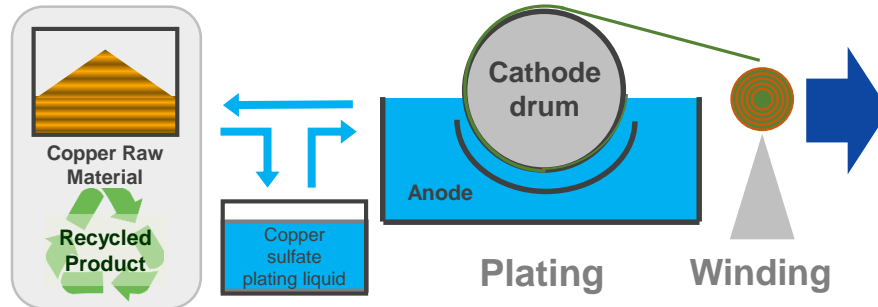 Copper Raw
Material
Recycled
Product
Copper
sulfate
plating liquid
Cathode
drum
Anode
Plating
Winding